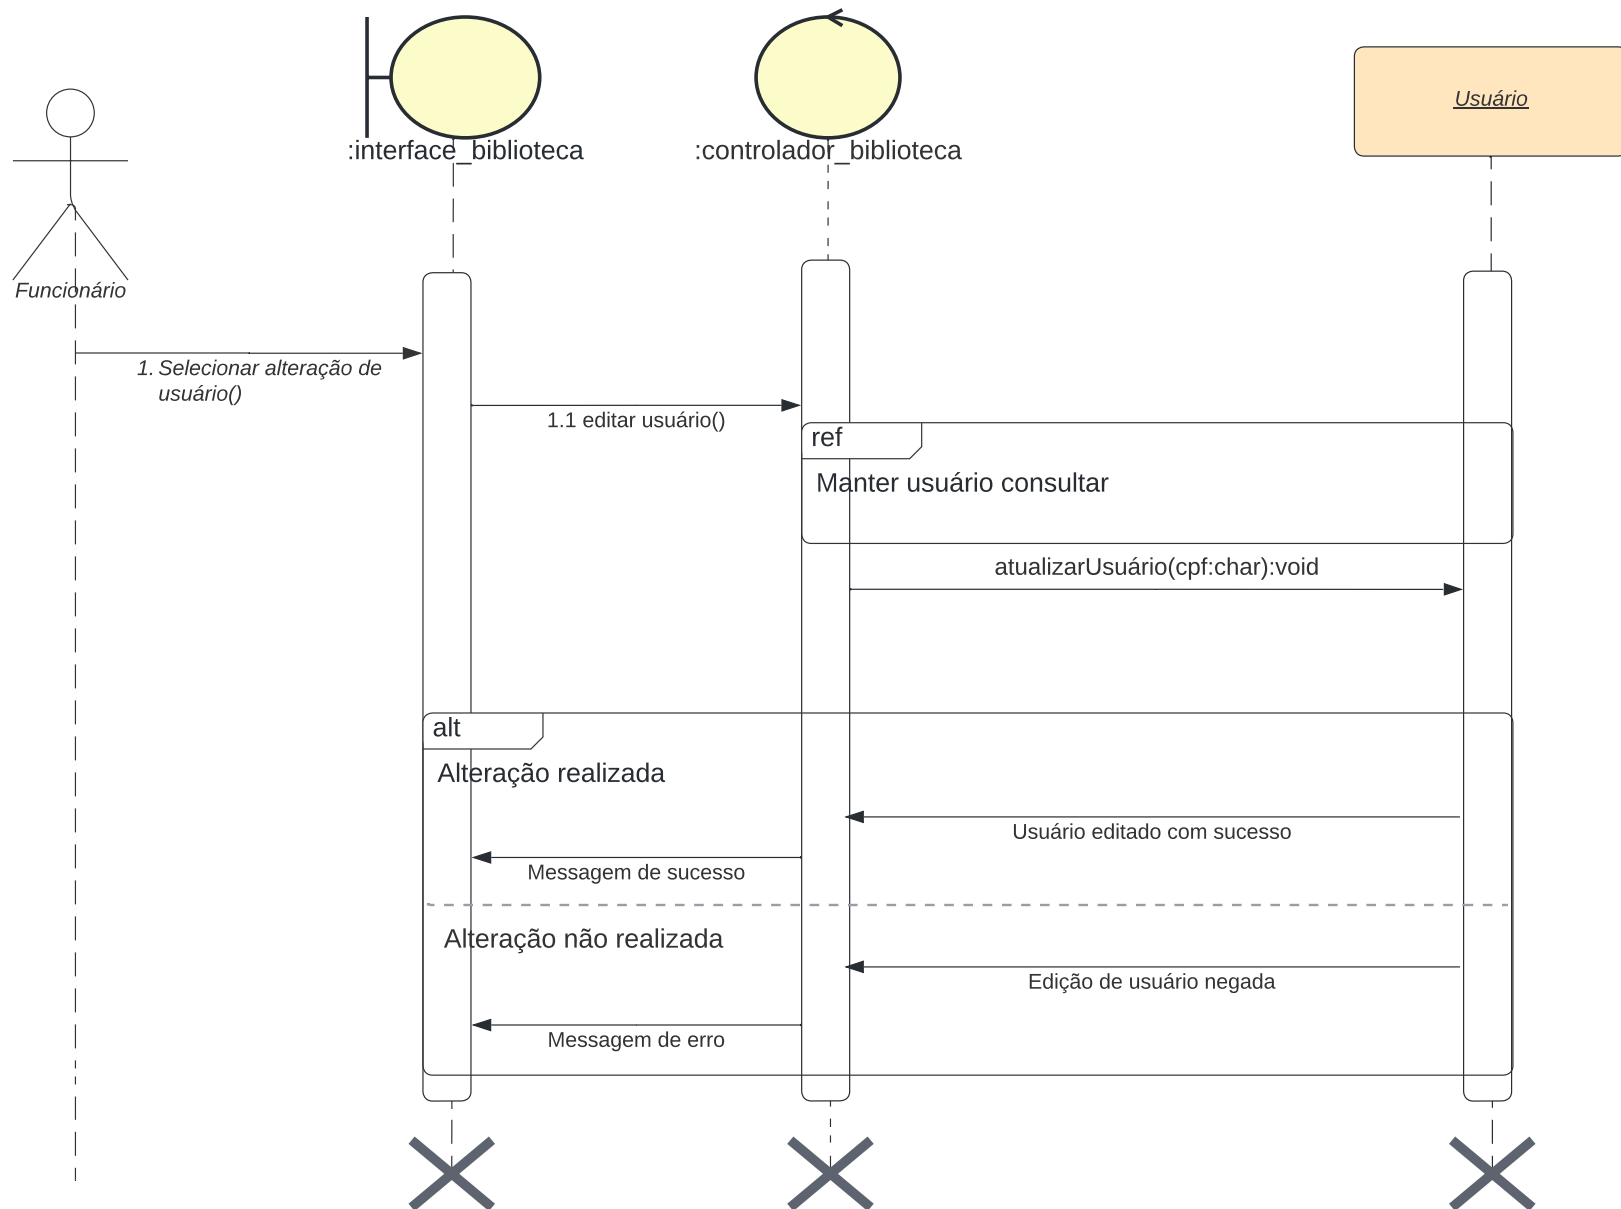 Usuário
:interface_biblioteca
:controlador_biblioteca
Funcionário
1. Selecionar alteração de
usuário()
1.1 editar usuário()
ref
Manter usuário consultar
atualizarUsuário(cpf:char):void
alt
Alteração realizada
Usuário editado com sucesso
Messagem de sucesso
Alteração não realizada
Edição de usuário negada
Messagem de erro